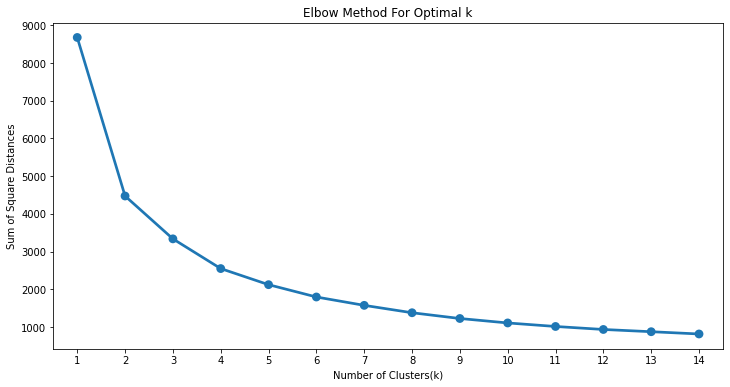 Elbow Method For Optimal k
9000
8000
7000
6000
5000
4000
3000
2000
1000
Sum of Square Distances
1 2 3 4 5 6 7 8 9 10 11 12 13 14
Number of Clusters(k)